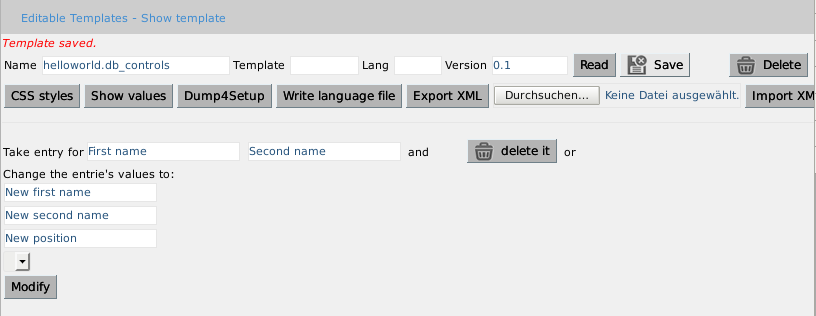 Editable Templates - Show template
Template saved.
Name helloworld.db_controls Template Lang Version 0.1 Read Save Delete
CSS styles Show values Dump4Setup Write language file Export XML Durchsuchen... Keine Datei ausgewählt. Import XM
Take entry for First name Second name and delete it or
Change the entrie's values to:
New first name
New second name
New position
Modify